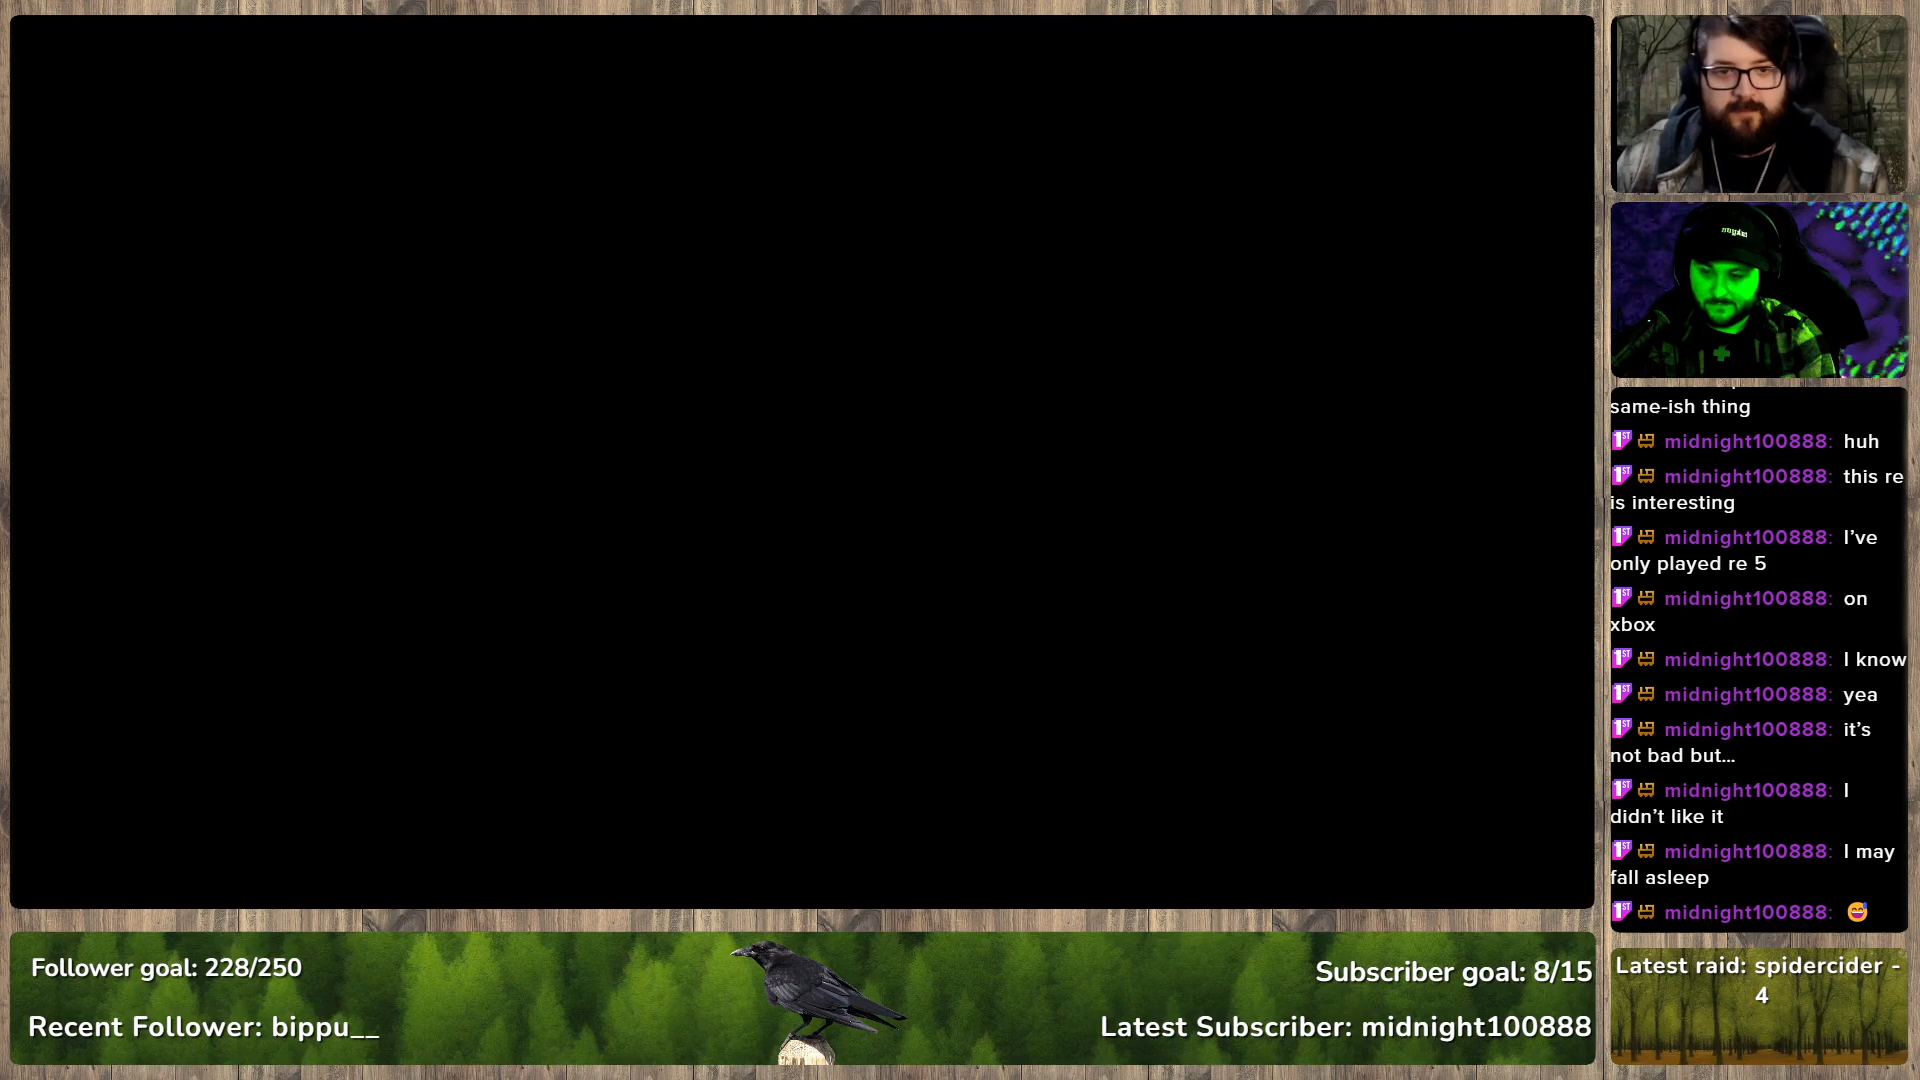 same-ish thing
midnight100888: huh
midnight100888: this re
is interesting
midnight100888: I've
only played re 5
midnight100888: on
xbox
midnight100888: I know
midnight100888: yea
midnight100888: it's
not bad but...
midnight100888: I
didn't like it
midnight100888: I may
fall asleep
midnight100888: 😅
Follower goal: 228/250
Recent Follower: bippu__
Subscriber goal: 8/15
Latest Subscriber: midnight100888
Latest raid: spidercider -
4